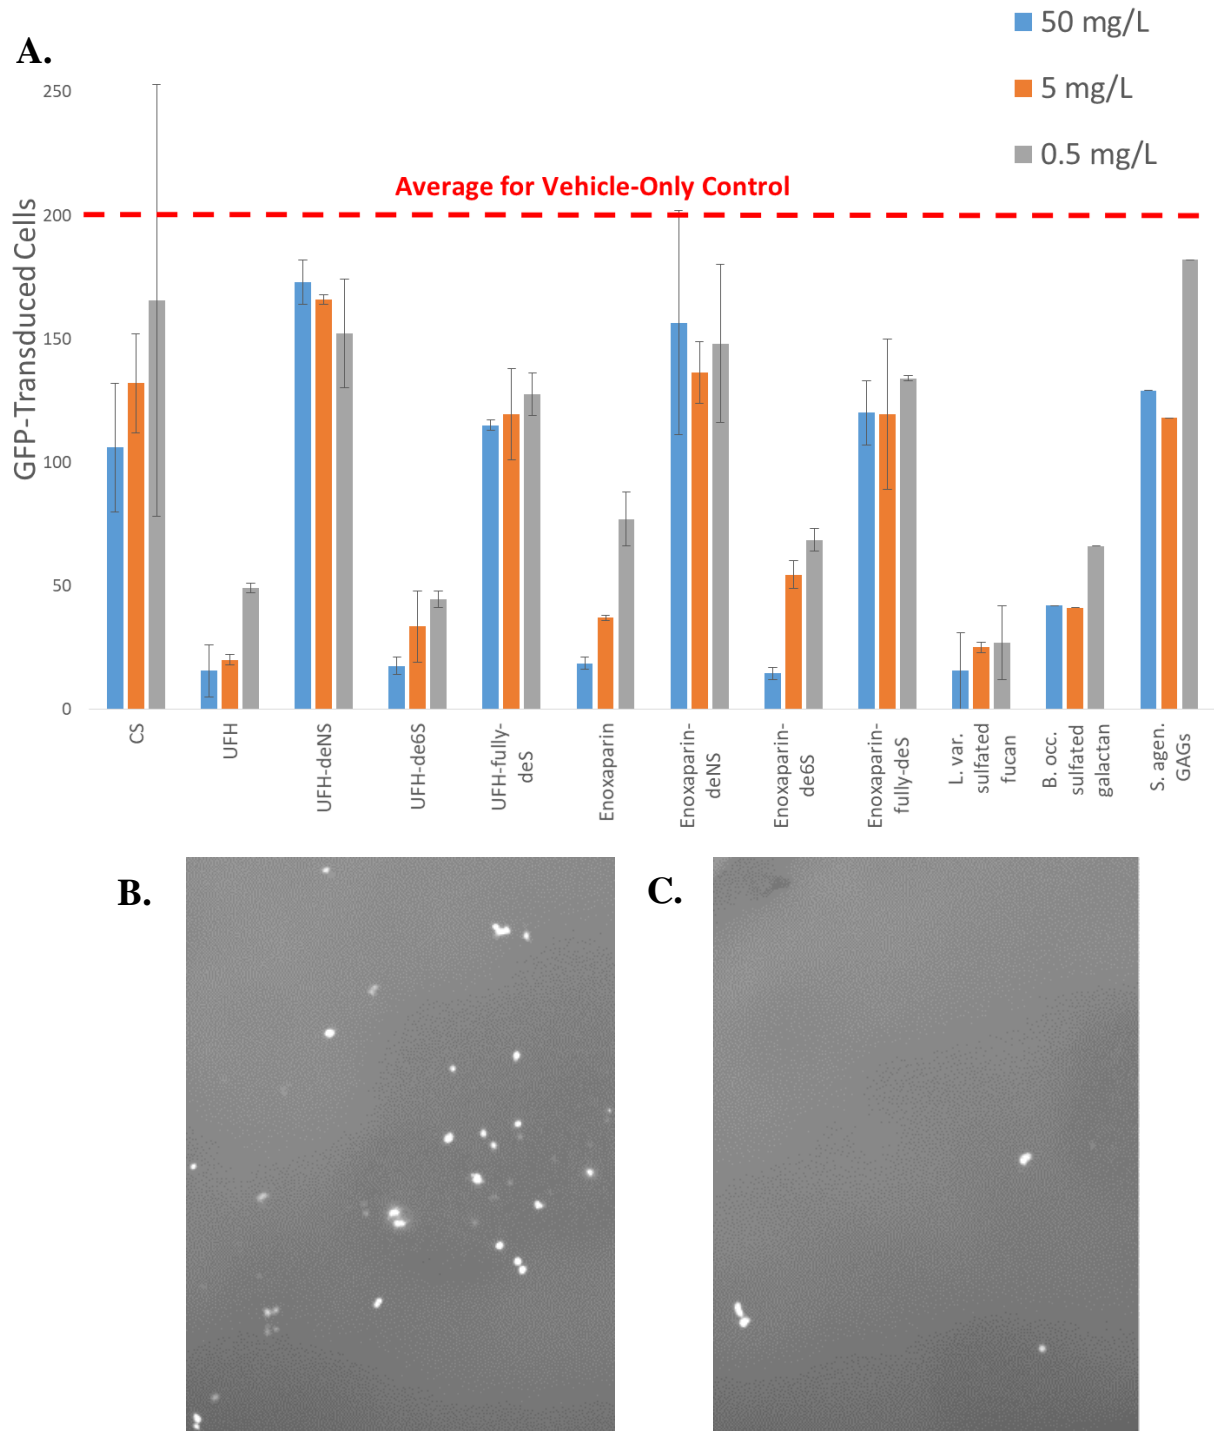 A.
50 mg/L
5 mg/L
0.5 mg/L
Average for Vehicle-Only Control
GFP-Transduced Cells
250
200
150
100
50
0
CS
UFH
UFH-deNS
UFH-de6S
UFH-fully-
deS
Enoxaparin
Enoxaparin-
deNS
Enoxaparin-
de6S
Enoxaparin-
fully-deS
L. var.
sulfated
fucan
B. occ.
sulfated
galactan
S. agen.
GAGs
B.
C.